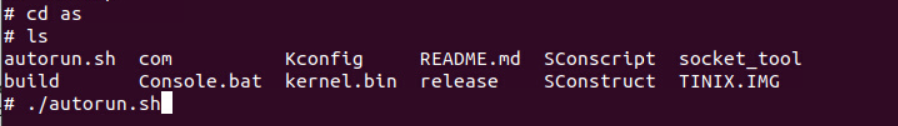 # cd as
# ls
autorun.sh  com          Kconfig     README.md  SConscript  socket_tool
build       Console.bat  kernel.bin  release    SConstruct  TINIX.IMG
# ./autorun.sh